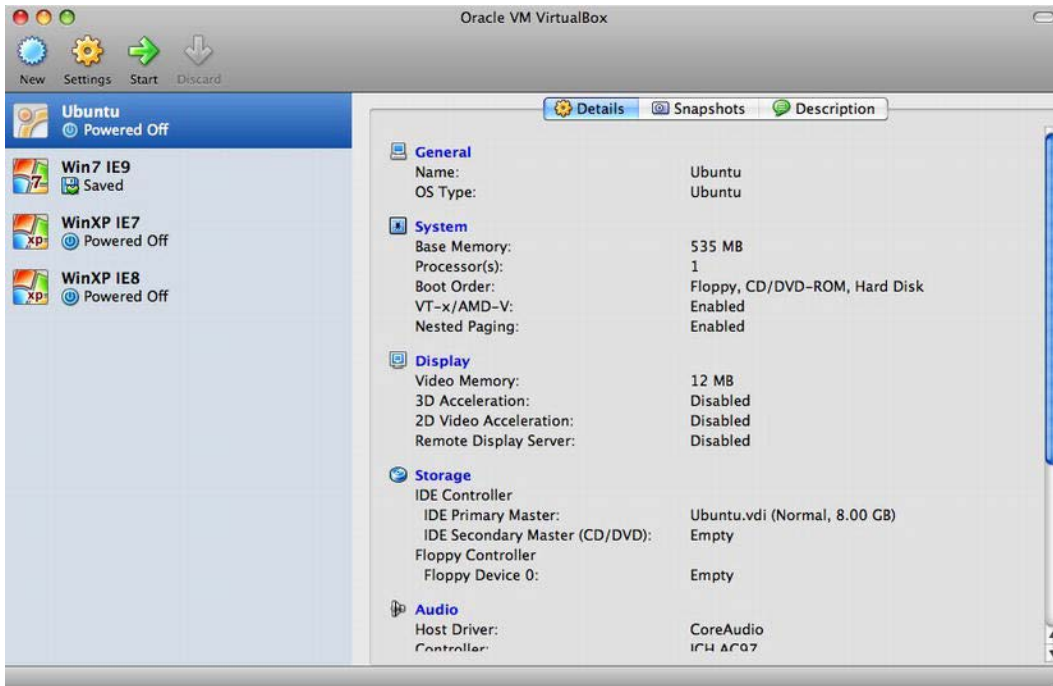 Oracle VM VirtualBox
New Settings Start Discard
Ubuntu
Powered Off
Win7 IE9
Saved
WinXP IE7
Powered Off
WinXP IE8
Powered Off
Details Snapshots Description
General
Name: Ubuntu
OS Type: Ubuntu
System
Base Memory: 535 MB
Processor(s): 1
Boot Order: Floppy, CD/DVD-ROM, Hard Disk
VT-x/AMD-V: Enabled
Nested Paging: Enabled
Display
Video Memory: 12 MB
3D Acceleration: Disabled
2D Video Acceleration: Disabled
Remote Display Server: Disabled
Storage
IDE Controller
IDE Primary Master: Ubuntu.vdi (Normal, 8.00 GB)
IDE Secondary Master (CD/DVD): Empty
Floppy Controller
Floppy Device 0: Empty
Audio
Host Driver: CoreAudio
Controller: ICH AC97